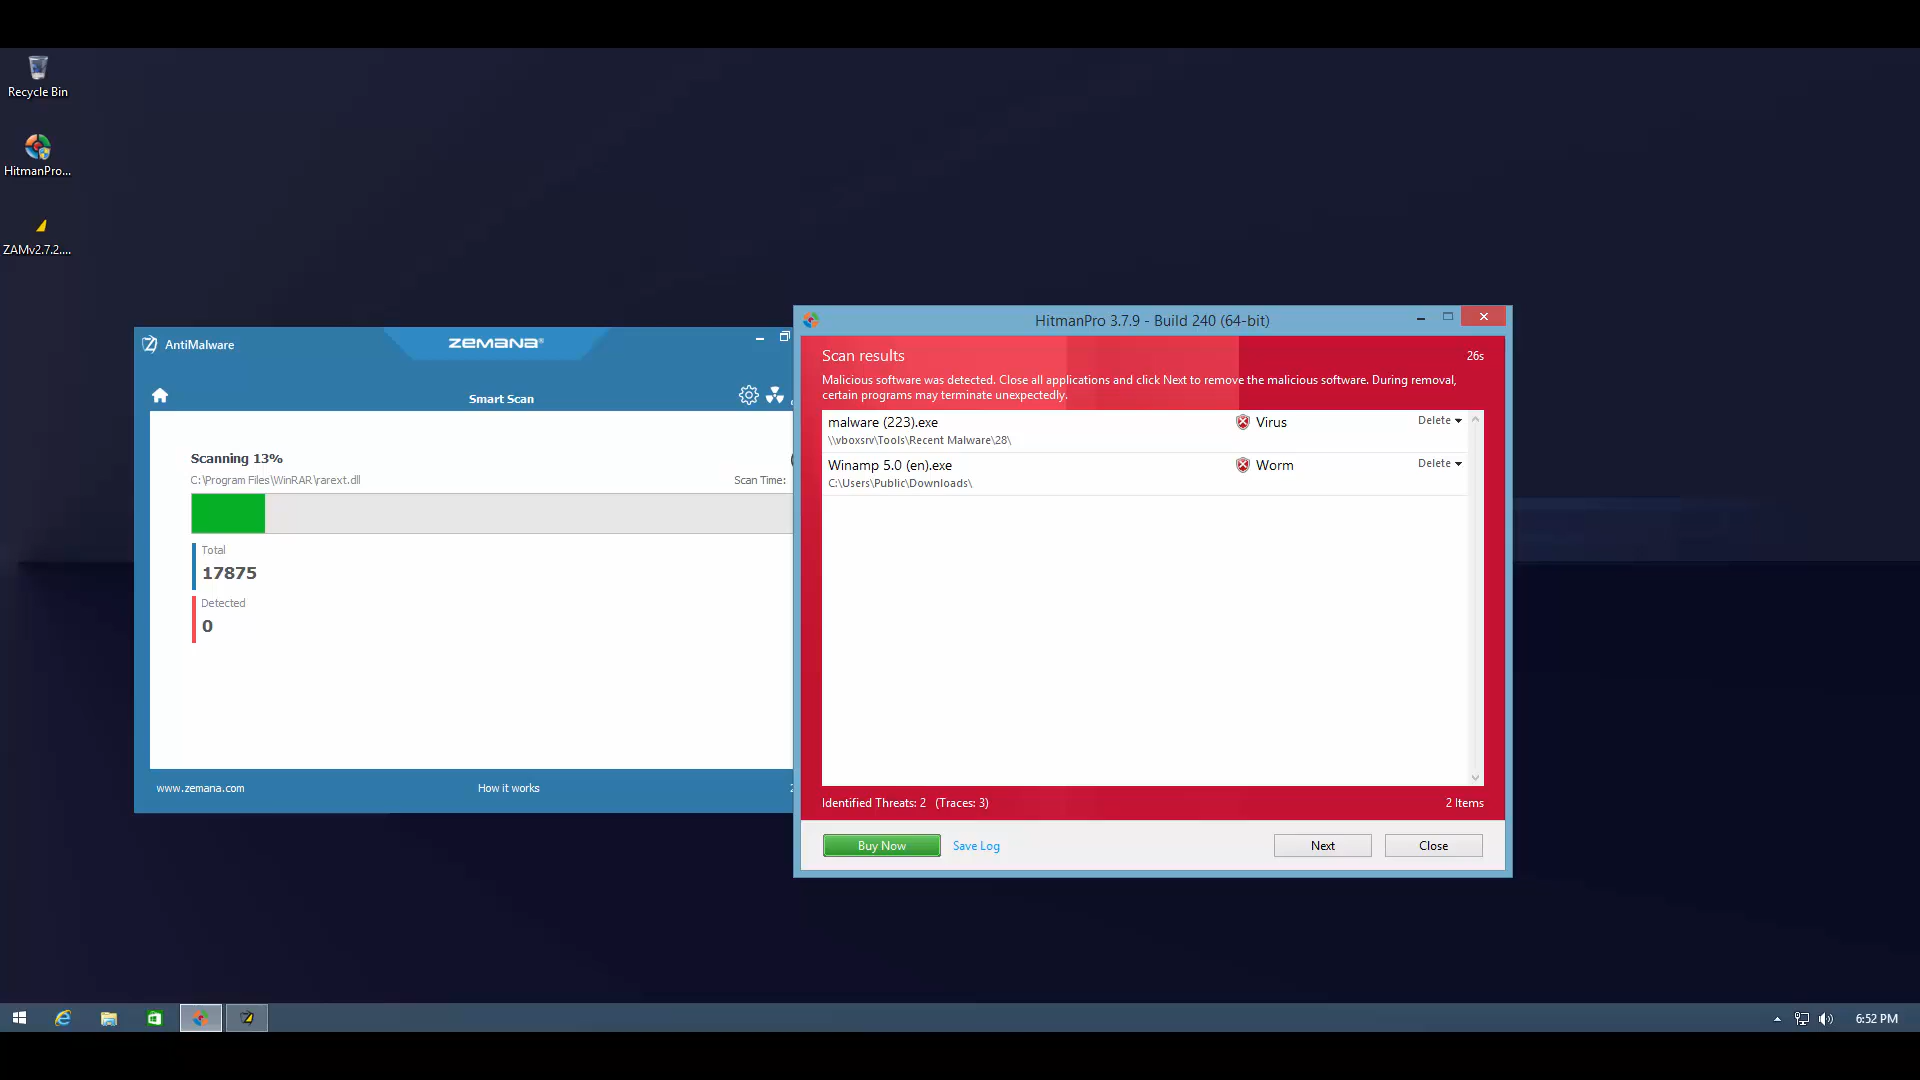 Recycle Bin
HitmanPro...
ZAMv2.7.2....
AntiMalware
ZEMANA®
Smart Scan
Scanning 13%
C:\Program Files\WinRAR\rarext.dll
Scan Time:
Total
17875
Detected
0
www.zemana.com
How it works
HitmanPro 3.7.9 - Build 240 (64-bit)
Scan results
26s
Malicious software was detected. Close all applications and click Next to remove the malicious software. During removal,
certain programs may terminate unexpectedly.
malware (223).exe
Virus
Delete
\\vboxsrv\Tools\Recent Malware\28\
Winamp 5.0 (en).exe
Worm
Delete
C:\Users\Public\Downloads\
Identified Threats: 2 (Traces: 3)
2 Items
Buy Now
Save Log
Next
Close
6:52 PM